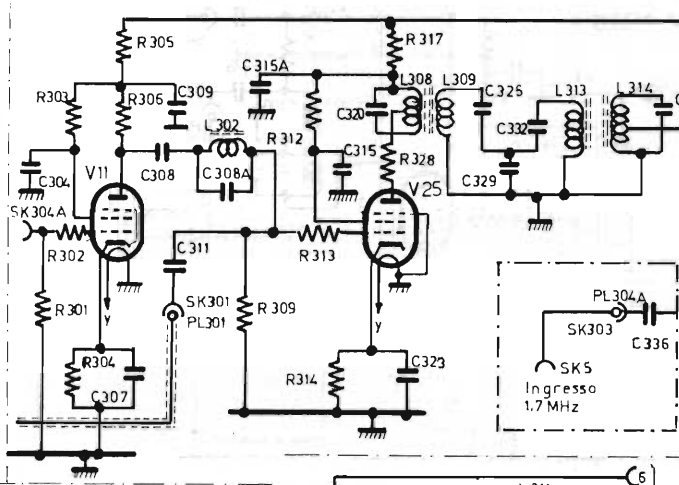 R305
R317
C315A
L308
L309
R303
R306
C309
C326
L313
L314
L302
C320
C332
R312
C304
V11
C308
C308A
C315
R328
C329
SK304A
V25
R302
C311
R313
R301
SK301
PL301
R309
y
y
PL304A
SK303
C336
R304
C307
R314
C323
SK5
Ingresso
1.7 MHz
6